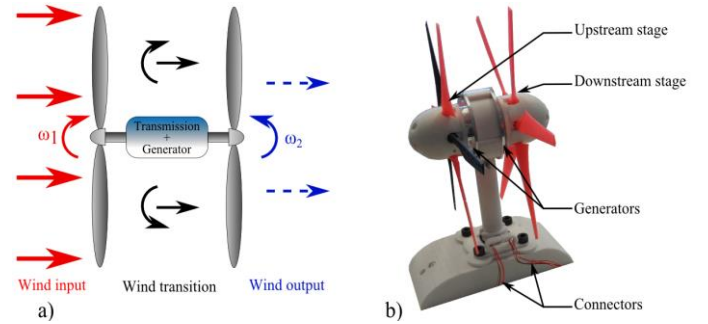 ω1
Transmission
+
Generator
ω2
Wind input
Wind transition
Wind output
a)
Upstream stage
Downstream stage
Generators
Connectors
b)